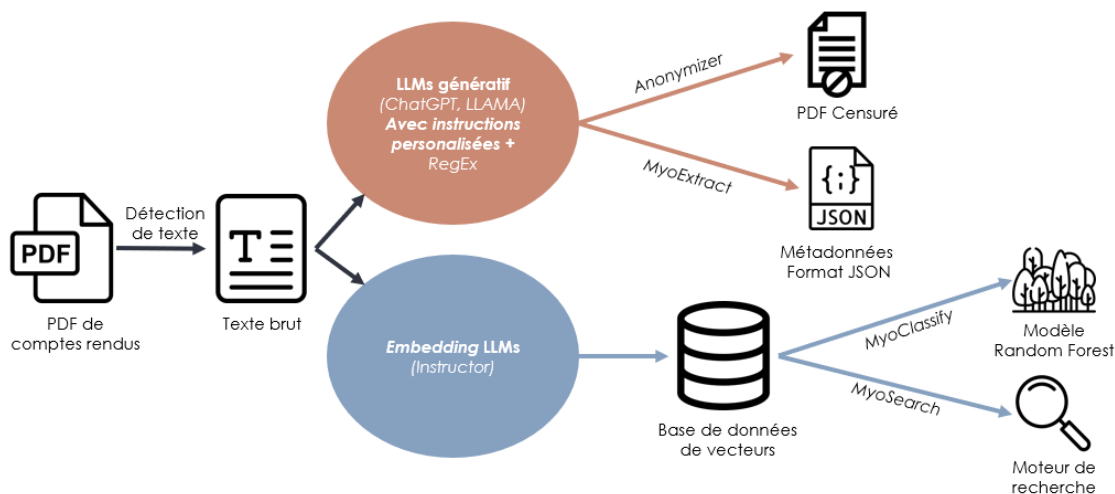 PDF
PDF de
comptes rendus
Détection
de texte
T
Texte brut
LLMs génératif
(ChatGPT, LLAMA)
Avec instructions
personalisées +
RegEx
Anonymizer
PDF Censuré
MyoExtract
{;}
JSON
Métadonnées
Format JSON
Embedding LLMs
(Instructor)
Base de données
de vecteurs
MyoClassify
Modèle
Random Forest
MyoSearch
Moteur de
recherche